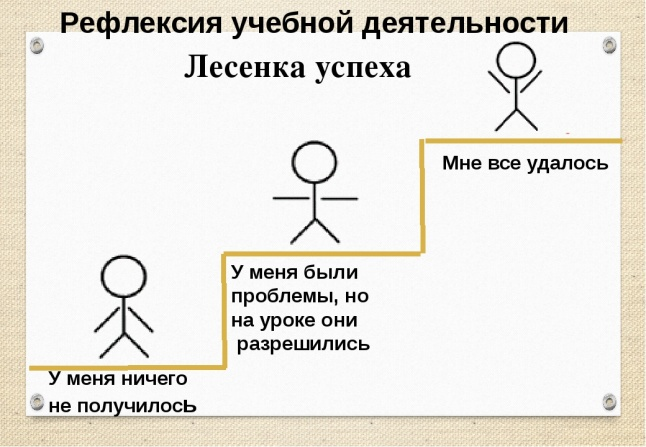 Рефлексия учебной деятельности
Лесенка успеха
Мне все удалось
У меня были
проблемы, но
на уроке они
разрешились
У меня ничего
не получилось